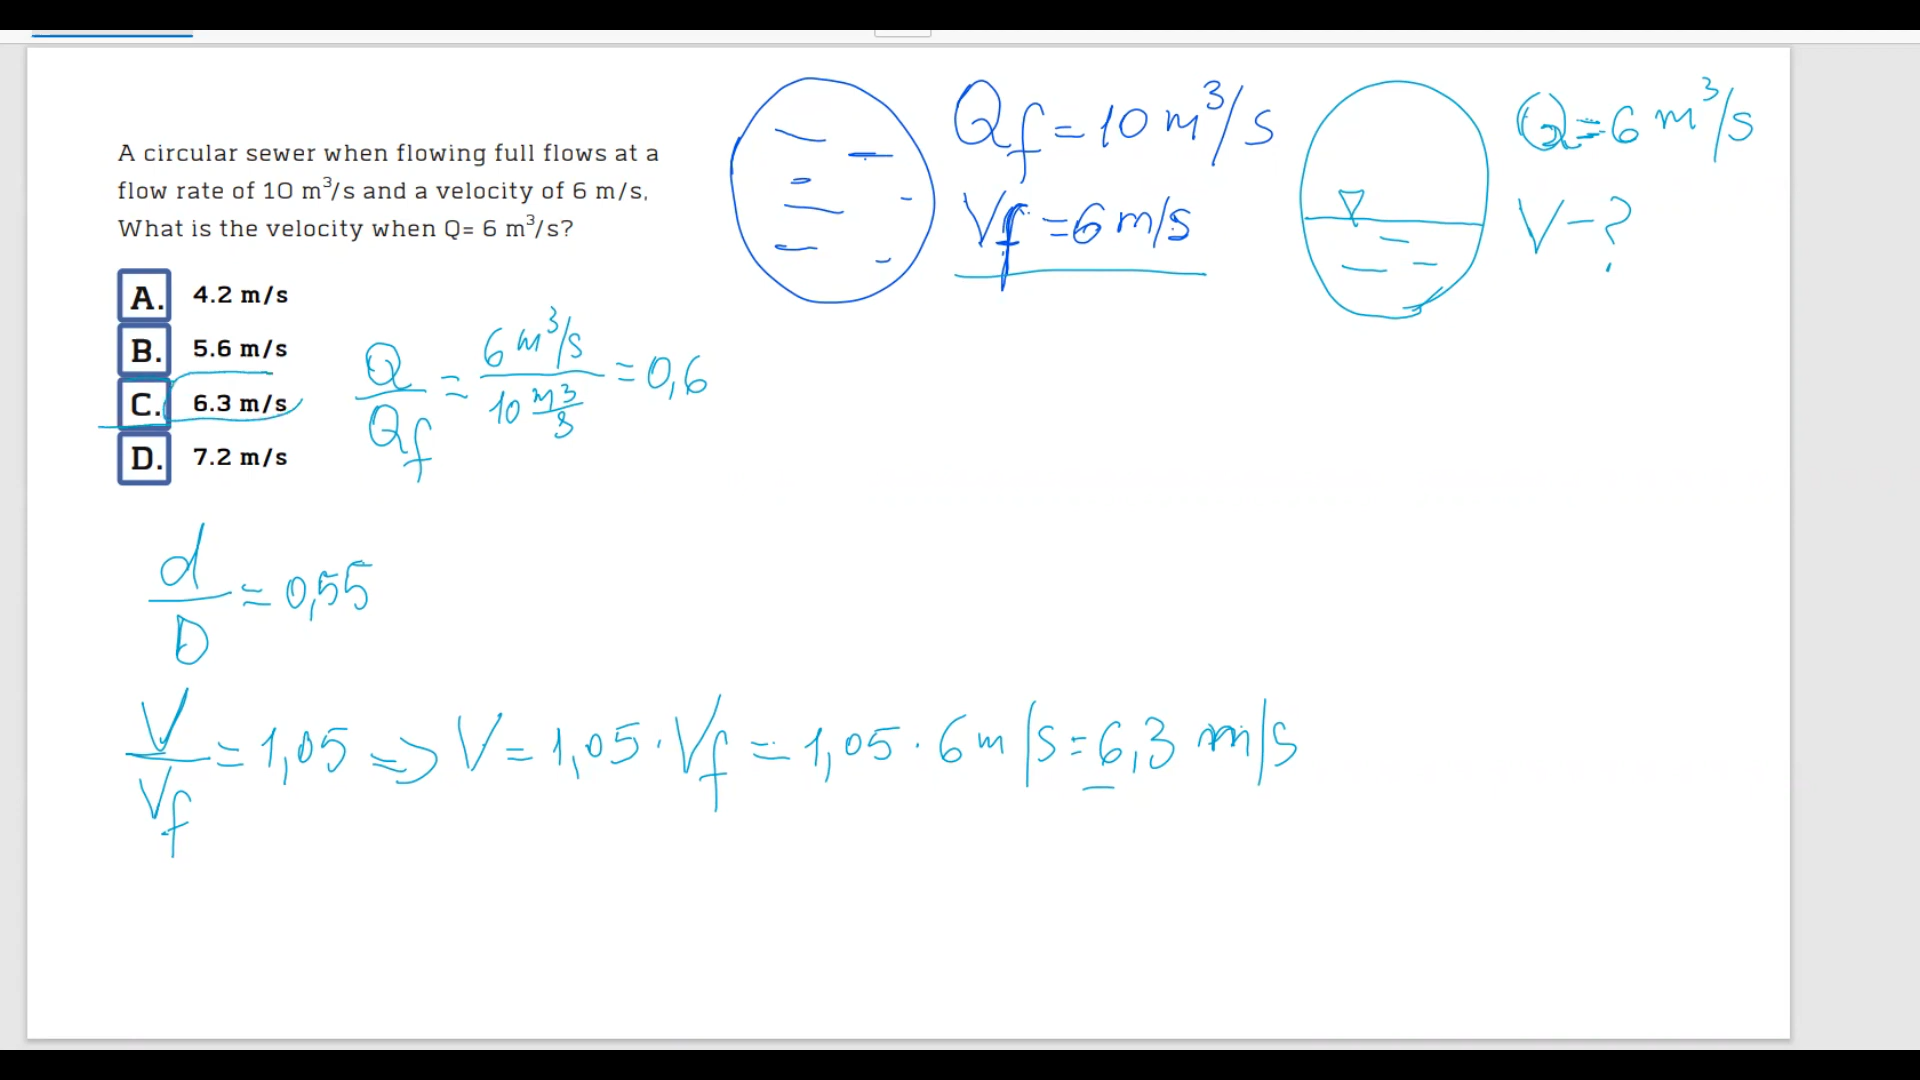 A circular sewer when flowing full flows at a
flow rate of 10 m³/s and a velocity of 6 m/s,
What is the velocity when Q= 6 m³/s?
A. 4.2 m/s
B. 5.6 m/s
C. 6.3 m/s
D. 7.2 m/s
Qf = 10 m³/s
Vf = 6 m/s
Q = 6 m³/s
V - ?
Q/Qf = 6 m³/s / 10 m³/s = 0,6
d/D = 0,55
V/Vf = 1,05 => V = 1,05 · Vf = 1,05 · 6 m/s = 6,3 m/s